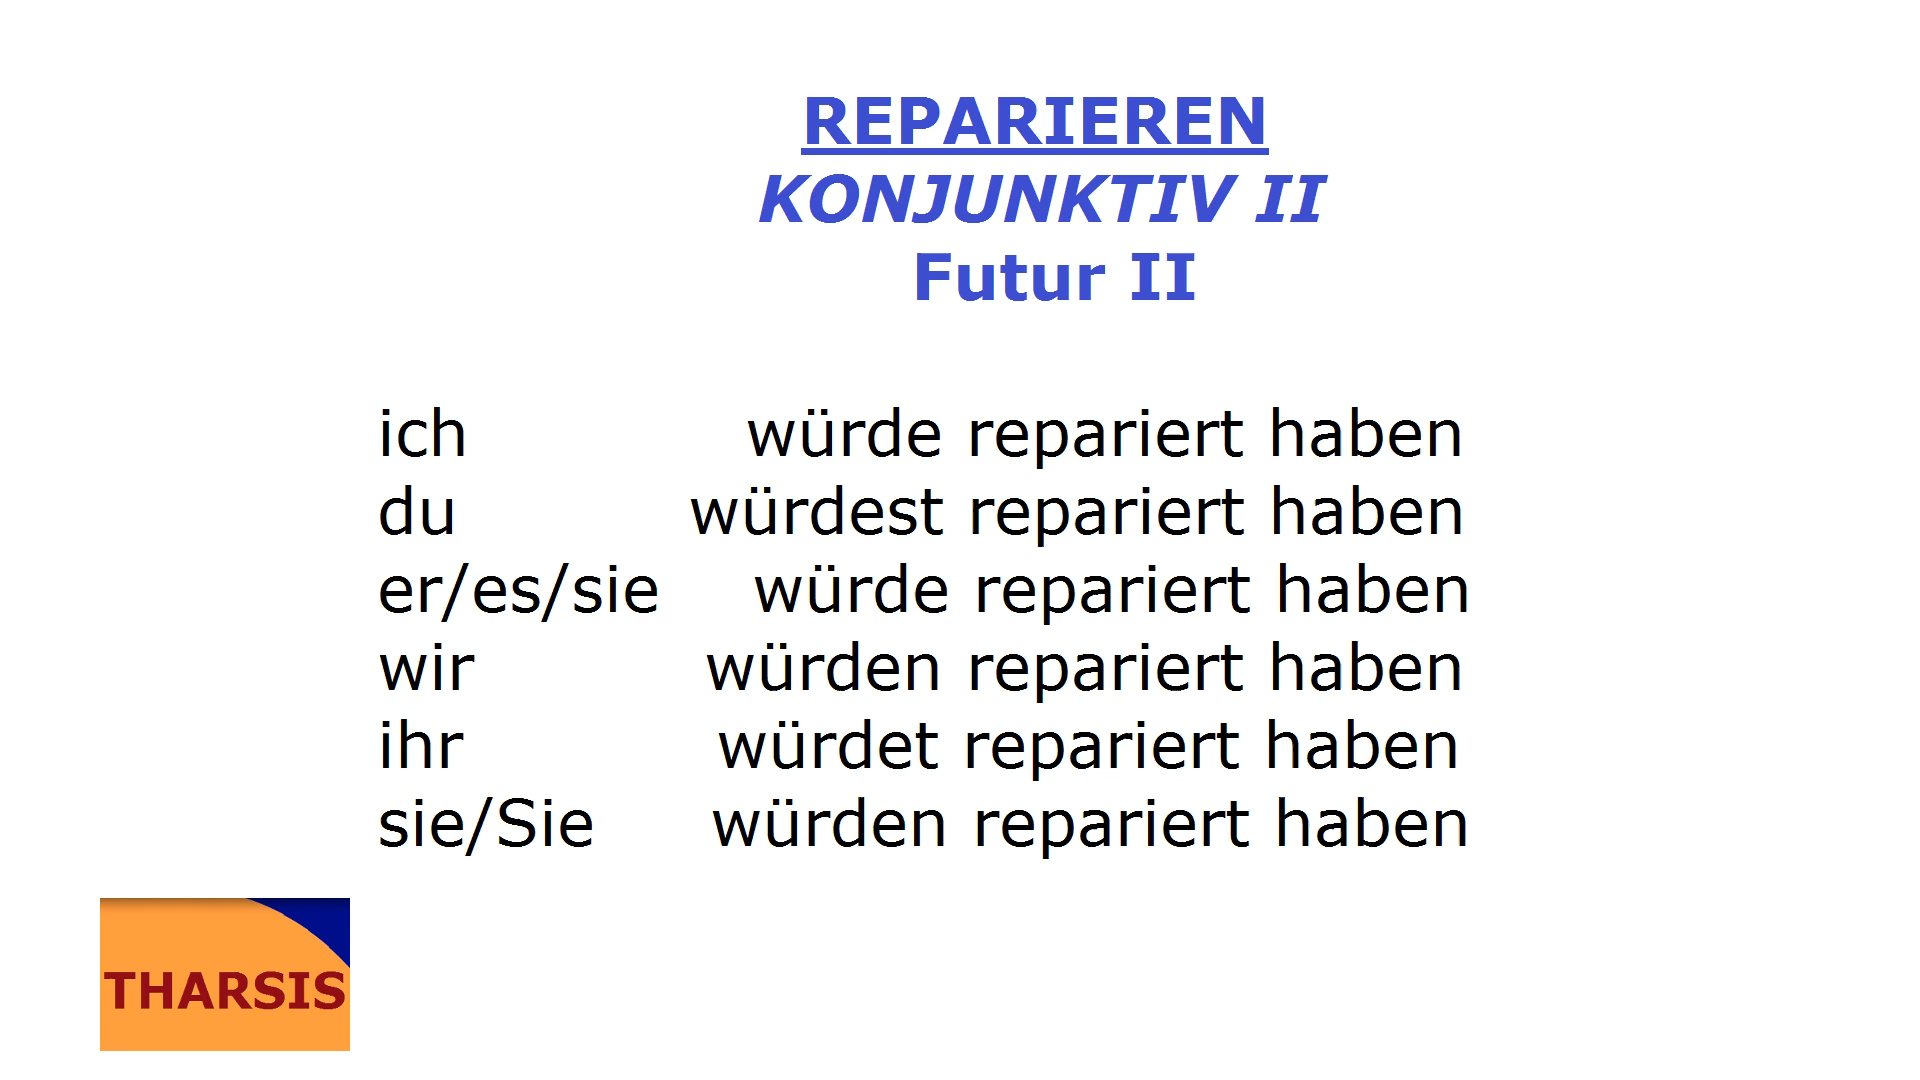 REPARIEREN
KONJUNKTIV II
Futur II
ich würde repariert haben
du würdest repariert haben
er/es/sie würde repariert haben
wir würden repariert haben
ihr würdet repariert haben
sie/Sie würden repariert haben
THARSIS